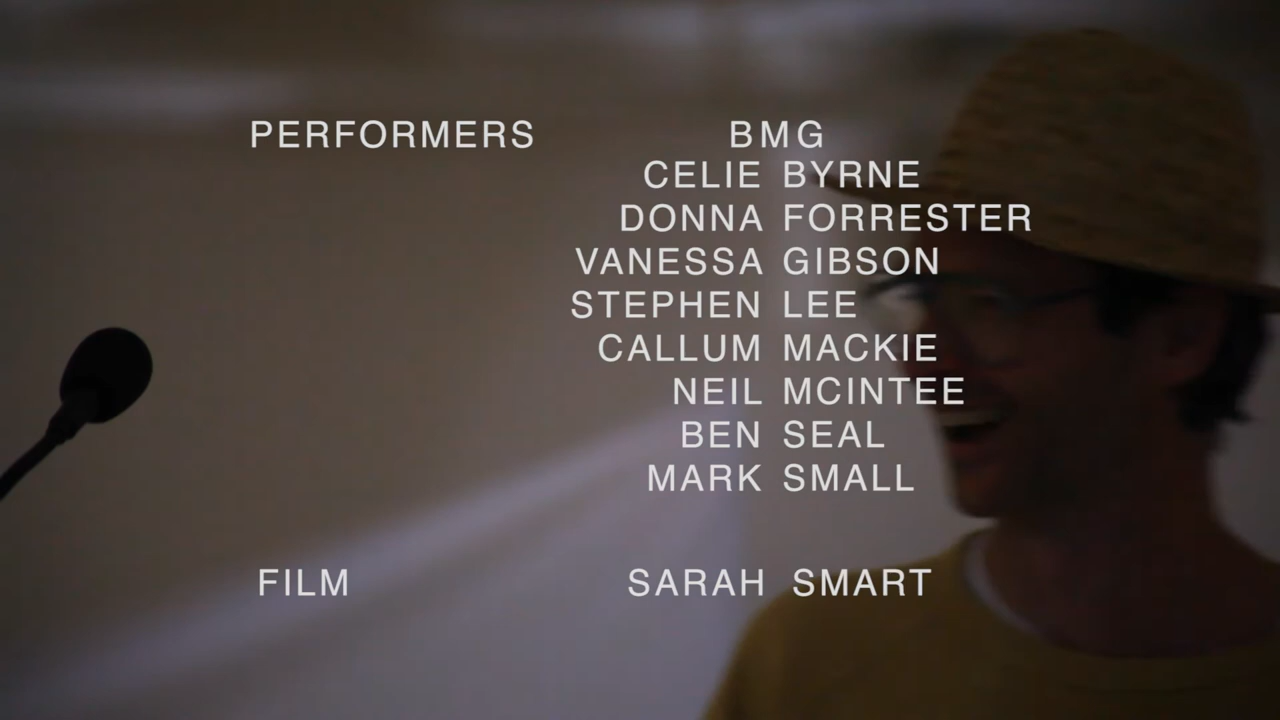 PERFORMERS BMG
CELIE BYRNE
DONNA FORRESTER
VANESSA GIBSON
STEPHEN LEE
CALLUM MACKIE
NEIL MCINTEE
BEN SEAL
MARK SMALL
FILM SARAH SMART